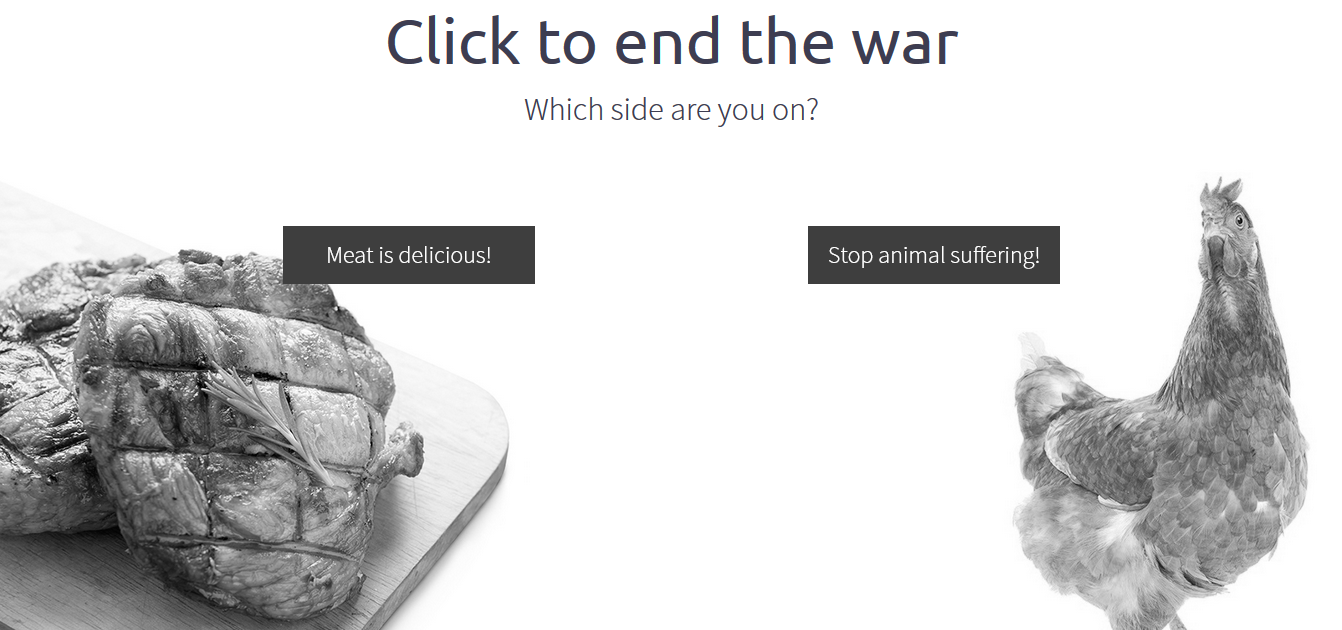 Click to end the war
Which side are you on?
Meat is delicious!
Stop animal suffering!